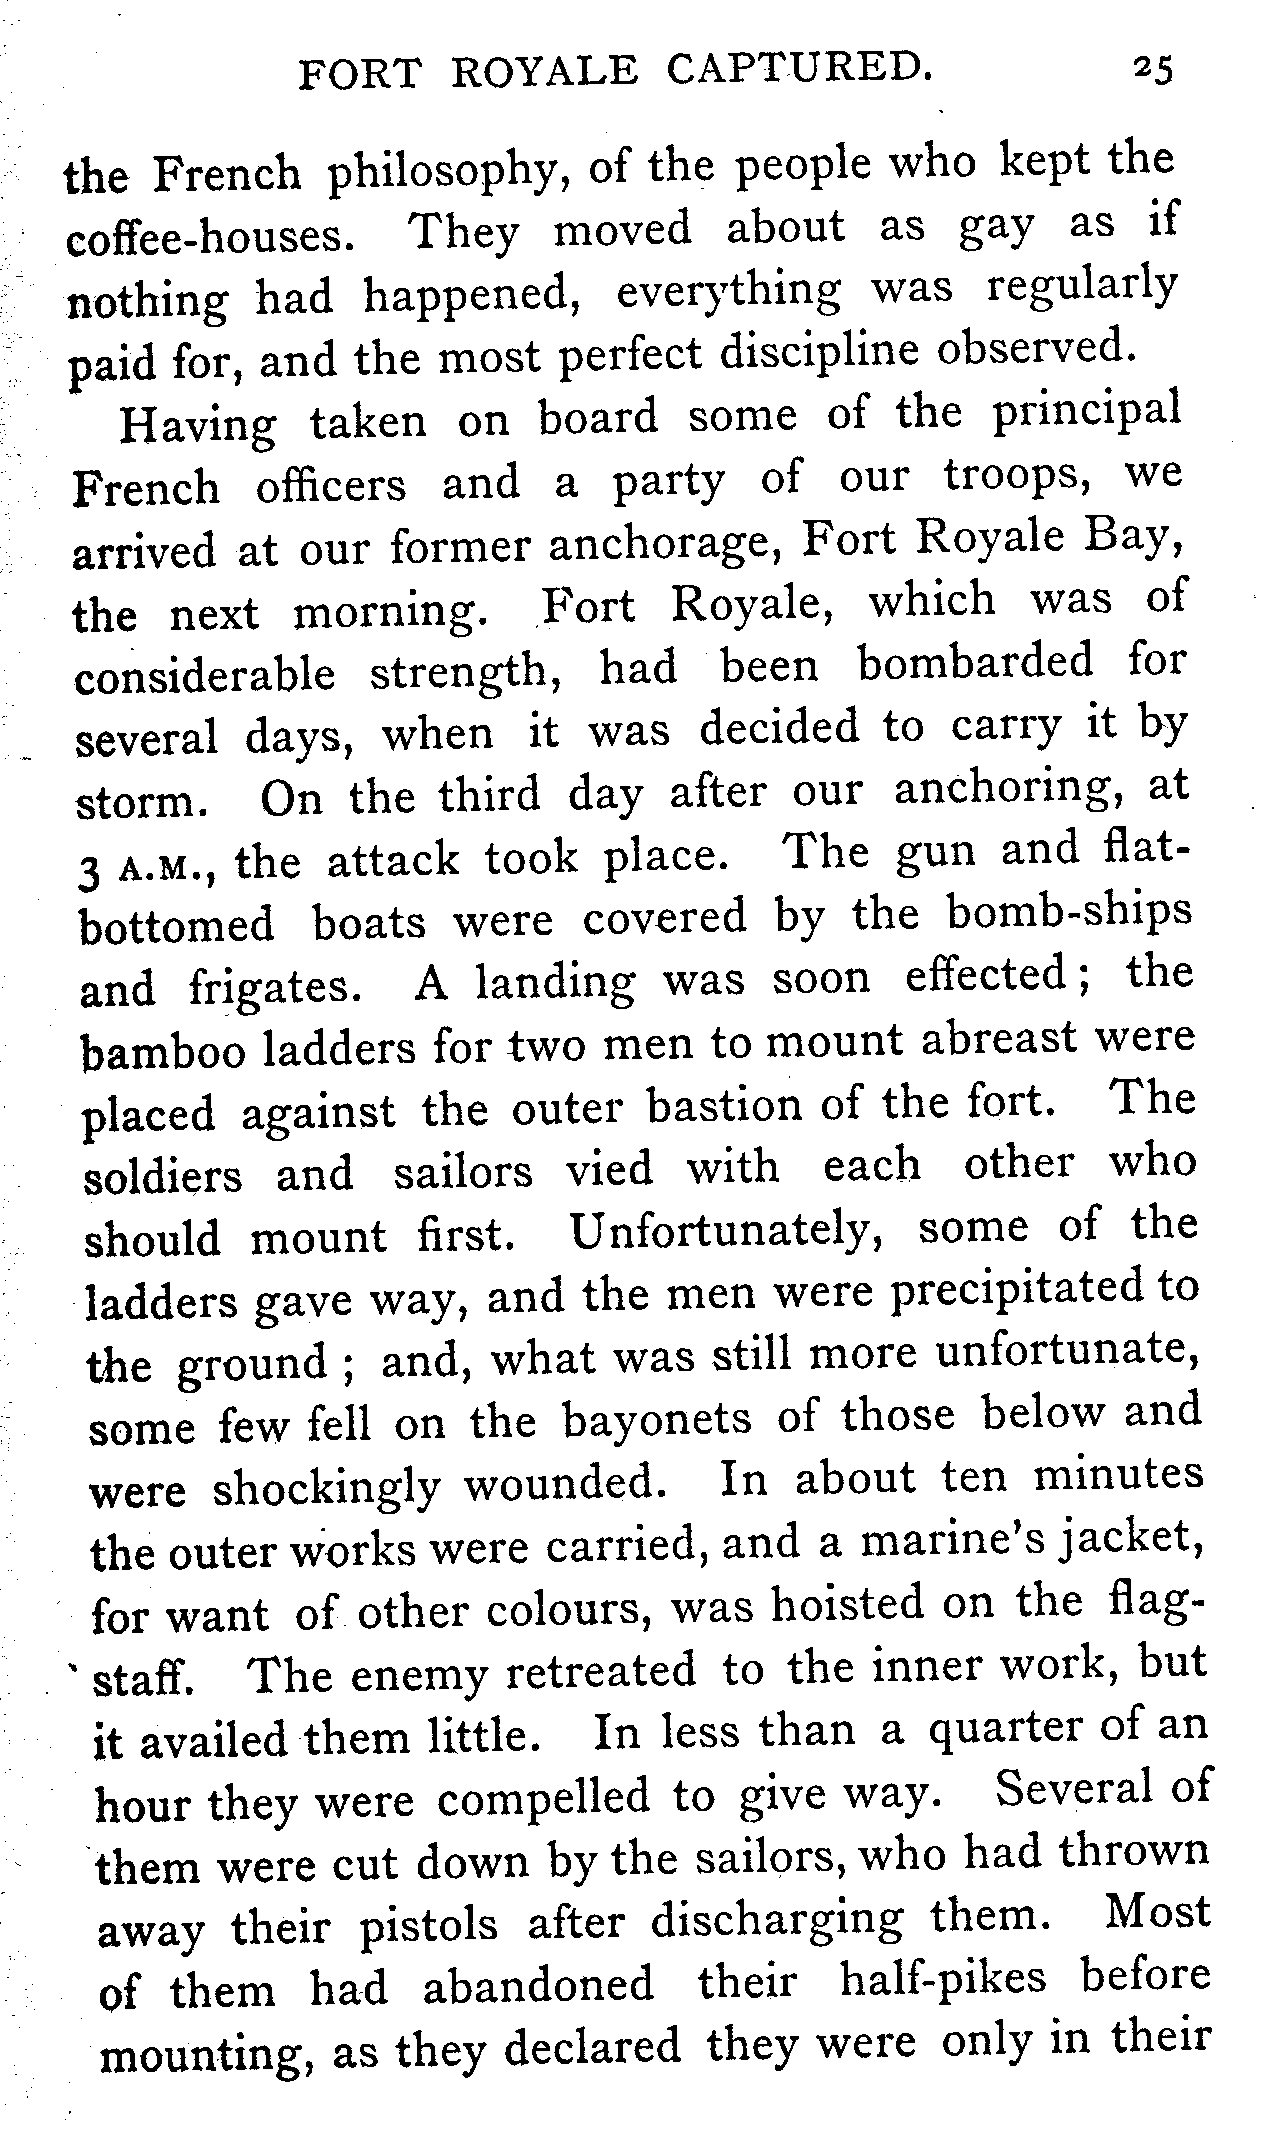 FORT ROYALE CAPTURED. 25
the French philosophy, of the people who kept the
coffee-houses. They moved about as gay as if
nothing had happened, everything was regularly
paid for, and the most perfect discipline observed.
Having taken on board some of the principal
French officers and a party of our troops, we
arrived at our former anchorage, Fort Royale Bay,
the next morning. Fort Royale, which was of
considerable strength, had been bombarded for
several days, when it was decided to carry it by
storm. On the third day after our anchoring, at
3 A.M., the attack took place. The gun and flat-
bottomed boats were covered by the bomb-ships
and frigates. A landing was soon effected; the
bamboo ladders for two men to mount abreast were
placed against the outer bastion of the fort. The
soldiers and sailors vied with each other who
should mount first. Unfortunately, some of the
ladders gave way, and the men were precipitated to
the ground; and, what was still more unfortunate,
some few fell on the bayonets of those below and
were shockingly wounded. In about ten minutes
the outer works were carried, and a marine's jacket,
for want of other colours, was hoisted on the flag-
staff. The enemy retreated to the inner work, but
it availed them little. In less than a quarter of an
hour they were compelled to give way. Several of
them were cut down by the sailors, who had thrown
away their pistols after discharging them. Most
of them had abandoned their half-pikes before
mounting, as they declared they were only in their